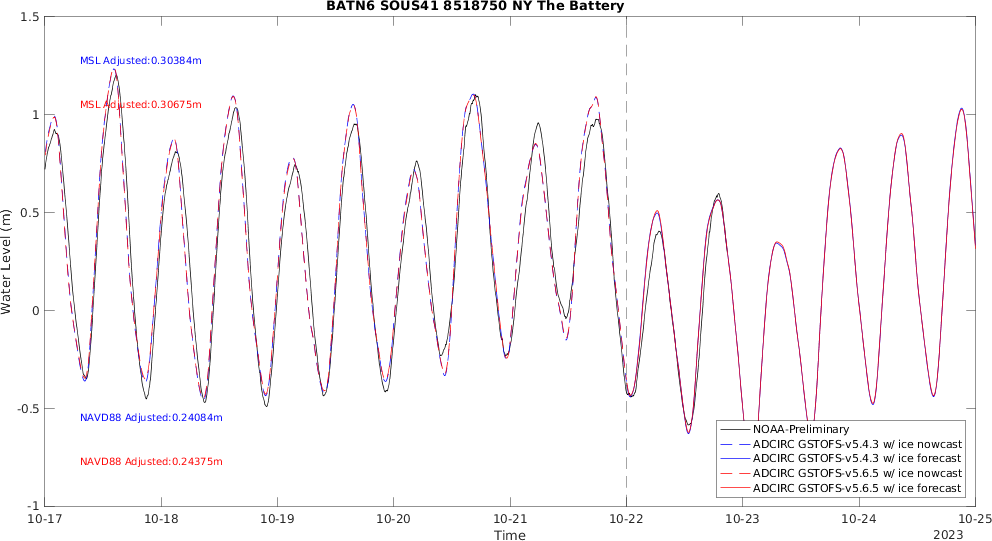 BATN6 SOUS41 8518750 NY The Battery
1.5
MSL Adjusted:0.30384m
MSL Adjusted:0.30675m
1
0.5
Water Level (m)
0
-0.5
NAVD88 Adjusted:0.24084m
NAVD88 Adjusted:0.24375m
NOAA-Preliminary
ADCIRC GSTOFS-v5.4.3 w/ ice nowcast
ADCIRC GSTOFS-v5.4.3 w/ ice forecast
ADCIRC GSTOFS-v5.6.5 w/ ice nowcast
ADCIRC GSTOFS-v5.6.5 w/ ice forecast
-1
10-17 10-18 10-19 10-20 10-21 10-22 10-23 10-24 10-25
Time
2023